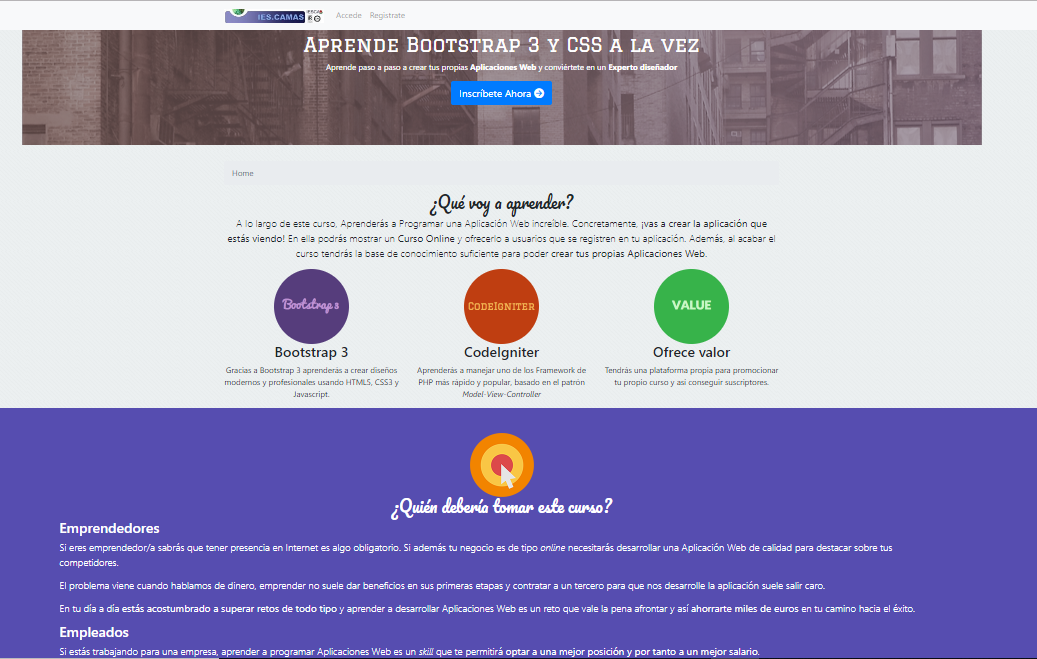 IES.CAMAS
Accede Registrate
Aprende Bootstrap 3 y CSS a la vez
Aprende paso a paso a crear tus propias Aplicaciones Web y conviértete en un Experto diseñador
Inscríbete Ahora
Home
¿Qué voy a aprender?
A lo largo de este curso, Aprenderás a Programar una Aplicación Web increíble. Concretamente, ¡vas a crear la aplicación que
estás viendo! En ella podrás mostrar un Curso Online y ofrecerlo a usuarios que se registren en tu aplicación. Además, al acabar el
curso tendrás la base de conocimiento suficiente para poder crear tus propias Aplicaciones Web.
Bootstrap 3 CodeIgniter VALUE
Bootstrap 3 CodeIgniter Ofrece valor
Gracias a Bootstrap 3 aprenderás a crear diseños
modernos y profesionales usando HTML5, CSS3 y
Javascript.
Aprenderás a manejar uno de los Framework de
PHP más rápido y popular, basado en el patrón
Model-View-Controller
Tendrás una plataforma propia para promocionar
tu propio curso y asi conseguir suscriptores.
¿Quién debería tomar este curso?
Emprendedores
Si eres emprendedor/a sabrás que tener presencia en Internet es algo obligatorio. Si además tu negocio es de tipo online necesitarás desarrollar una Aplicación Web de calidad para destacar sobre tus
competidores.
El problema viene cuando hablamos de dinero, emprender no suele dar beneficios en sus primeras etapas y contratar a un tercero para que nos desarrolle la aplicación suele salir caro.
En tu día a día estás acostumbrado a superar retos de todo tipo y aprender a desarrollar Aplicaciones Web es un reto que vale la pena afrontar y así ahorrarte miles de euros en tu camino hacia el éxito.
Empleados
Si estás trabajando para una empresa, aprender a programar Aplicaciones Web es un skill que te permitirá optar a una mejor posición y por tanto a un mejor salario.